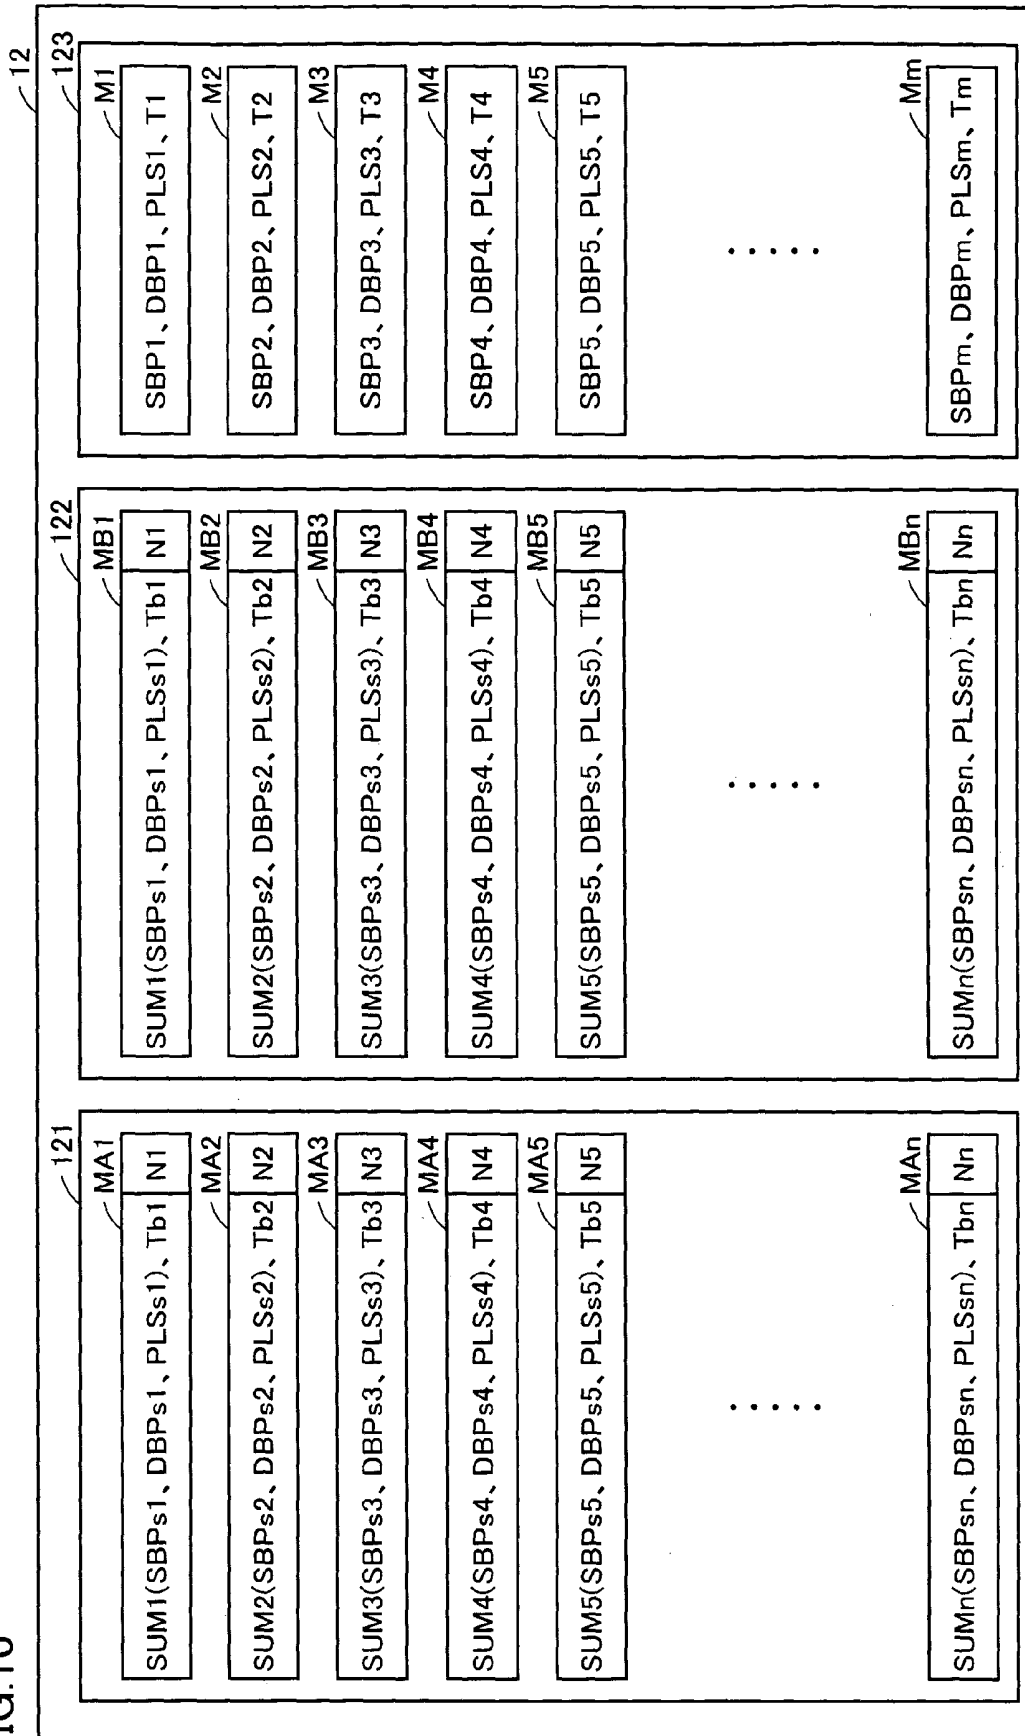 IG.10
12
121
MA1
SUM1(SBPs1、DBPs1、PLSs1)、Tb1 N1
MA2
SUM2(SBPs2、DBPs2、PLSs2)、Tb2 N2
MA3
SUM3(SBPs3、DBPs3、PLSs3)、Tb3 N3
MA4
SUM4(SBPs4、DBPs4、PLSs4)、Tb4 N4
MA5
SUM5(SBPs5、DBPs5、PLSs5)、Tb5 N5
.....
MAn
SUMn(SBPsn、DBPsn、PLSsn)、Tbn Nn
122
MB1
SUM1(SBPs1、DBPs1、PLSs1)、Tb1 N1
MB2
SUM2(SBPs2、DBPs2、PLSs2)、Tb2 N2
MB3
SUM3(SBPs3、DBPs3、PLSs3)、Tb3 N3
MB4
SUM4(SBPs4、DBPs4、PLSs4)、Tb4 N4
MB5
SUM5(SBPs5、DBPs5、PLSs5)、Tb5 N5
.....
MBn
SUMn(SBPsn、DBPsn、PLSsn)、Tbn Nn
123
M1
SBP1、DBP1、PLS1、T1
M2
SBP2、DBP2、PLS2、T2
M3
SBP3、DBP3、PLS3、T3
M4
SBP4、DBP4、PLS4、T4
M5
SBP5、DBP5、PLS5、T5
.....
Mm
SBPm、DBPm、PLSm、Tm